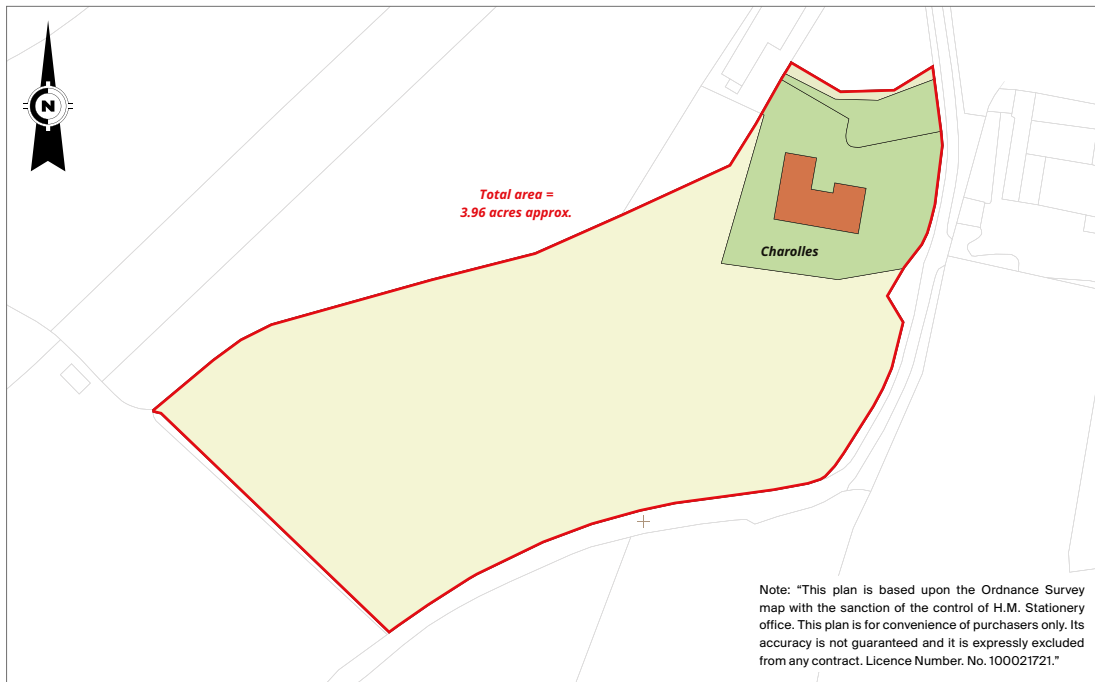 N
Total area =
3.96 acres approx.
Charolles
Note: “This plan is based upon the Ordnance Survey
map with the sanction of the control of H.M. Stationery
office. This plan is for convenience of purchasers only. Its
accuracy is not guaranteed and it is expressly excluded
from any contract. Licence Number. No. 100021721.”